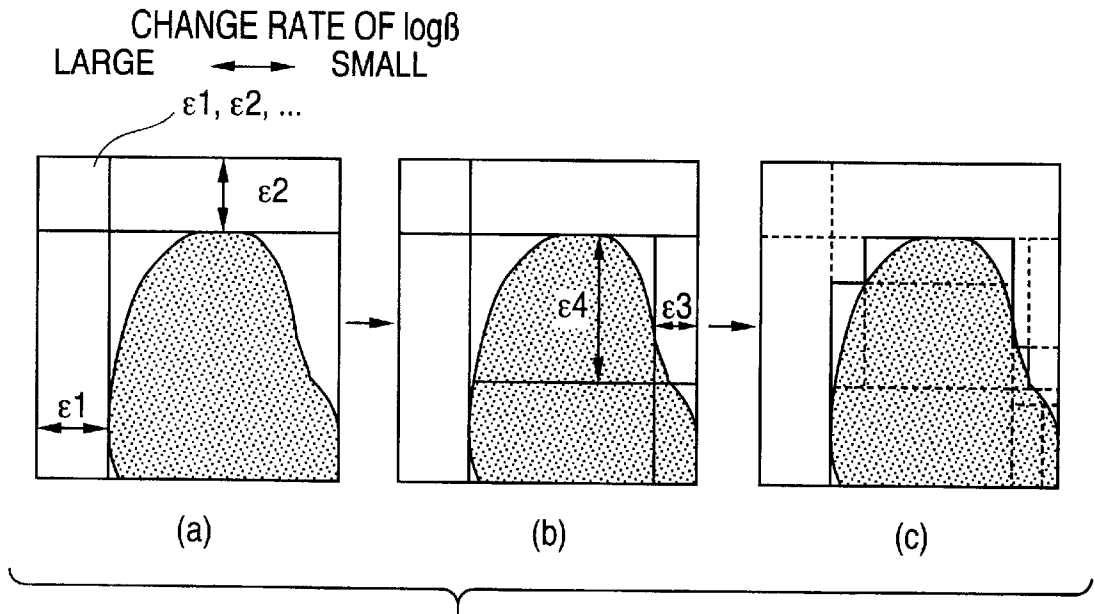 CHANGE RATE OF logβ
LARGE ↔ SMALL
ε1, ε2, ...
ε2
ε1
ε4
ε3
(a)
(b)
(c)